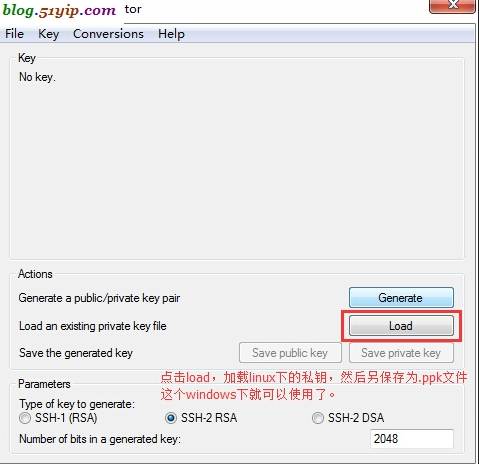 blog.51yip.com tor
File Key Conversions Help
Key
No key.
Actions
Generate a public/private key pair Generate
Load an existing private key file Load
Save the generated key Save public key Save private key
点击load，加载linux下的私钥，然后另保存为.ppk文件
这个windows下就可以使用了。
Parameters
Type of key to generate:
SSH-1 (RSA) SSH-2 RSA SSH-2 DSA
Number of bits in a generated key: 2048